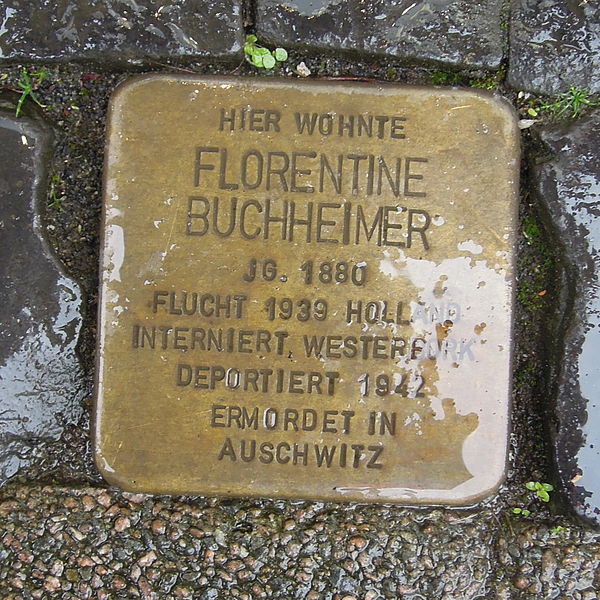 HIER WOHNTE
FLORENTINE
BUCHHEIMER
JG. 1880
FLUCHT 1939 HOLLAND
INTERNIERT WESTERBORK
DEPORTIERT 1942
ERMORDET IN
AUSCHWITZ